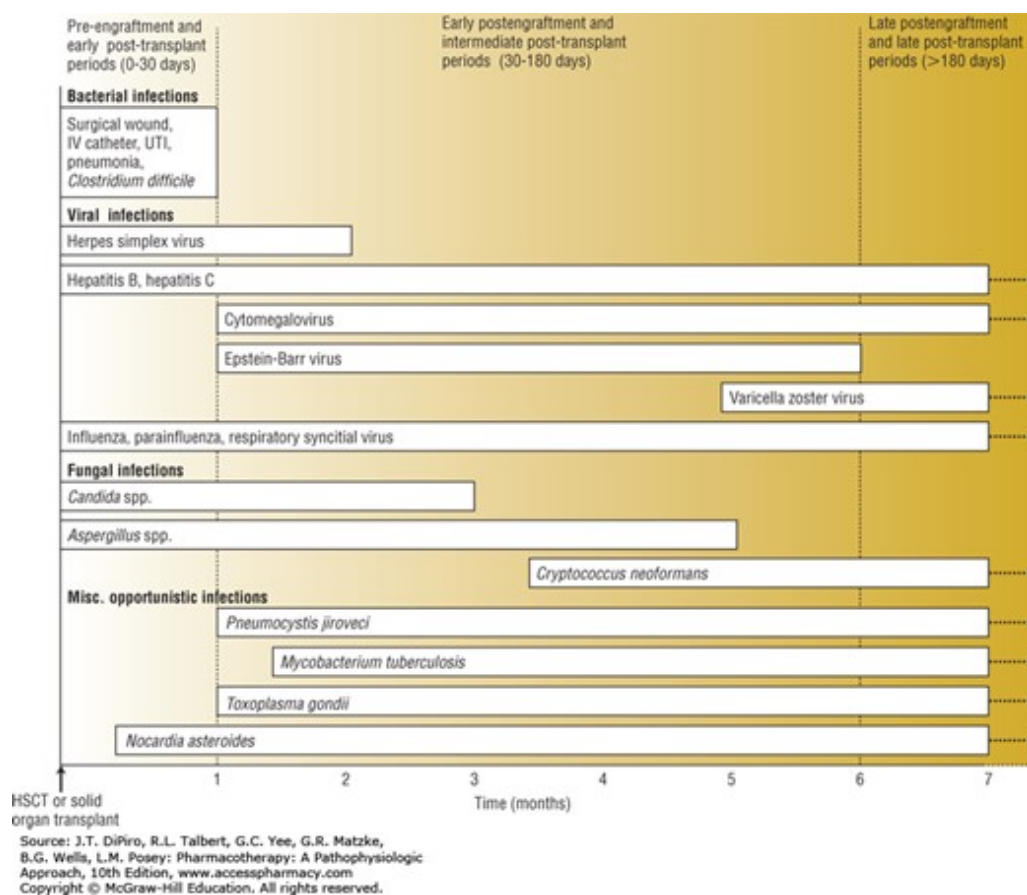 Pre-engraftment and
early post-transplant
periods (0-30 days)
Early postengraftment and
intermediate post-transplant
periods (30-180 days)
Late postengraftment
and late post-transplant
periods (>180 days)
Bacterial infections
Surgical wound,
IV catheter, UTI,
pneumonia,
Clostridium difficile
Viral infections
Herpes simplex virus
Hepatitis B, hepatitis C
Cytomegalovirus
Epstein-Barr virus
Varicella zoster virus
Influenza, parainfluenza, respiratory syncitial virus
Fungal infections
Candida spp.
Aspergillus spp.
Cryptococcus neoformans
Misc. opportunistic infections
Pneumocystis jiroveci
Mycobacterium tuberculosis
Toxoplasma gondii
Nocardia asteroides
1 2 3 4 5 6 7
Time (months)
HSCT or solid
organ transplant
Source: J.T. DiPiro, R.L. Talbert, G.C. Yee, G.R. Matzke,
B.G. Wells, L.M. Posey: Pharmacotherapy: A Pathophysiologic
Approach, 10th Edition, www.accesspharmacy.com
Copyright © McGraw-Hill Education. All rights reserved.